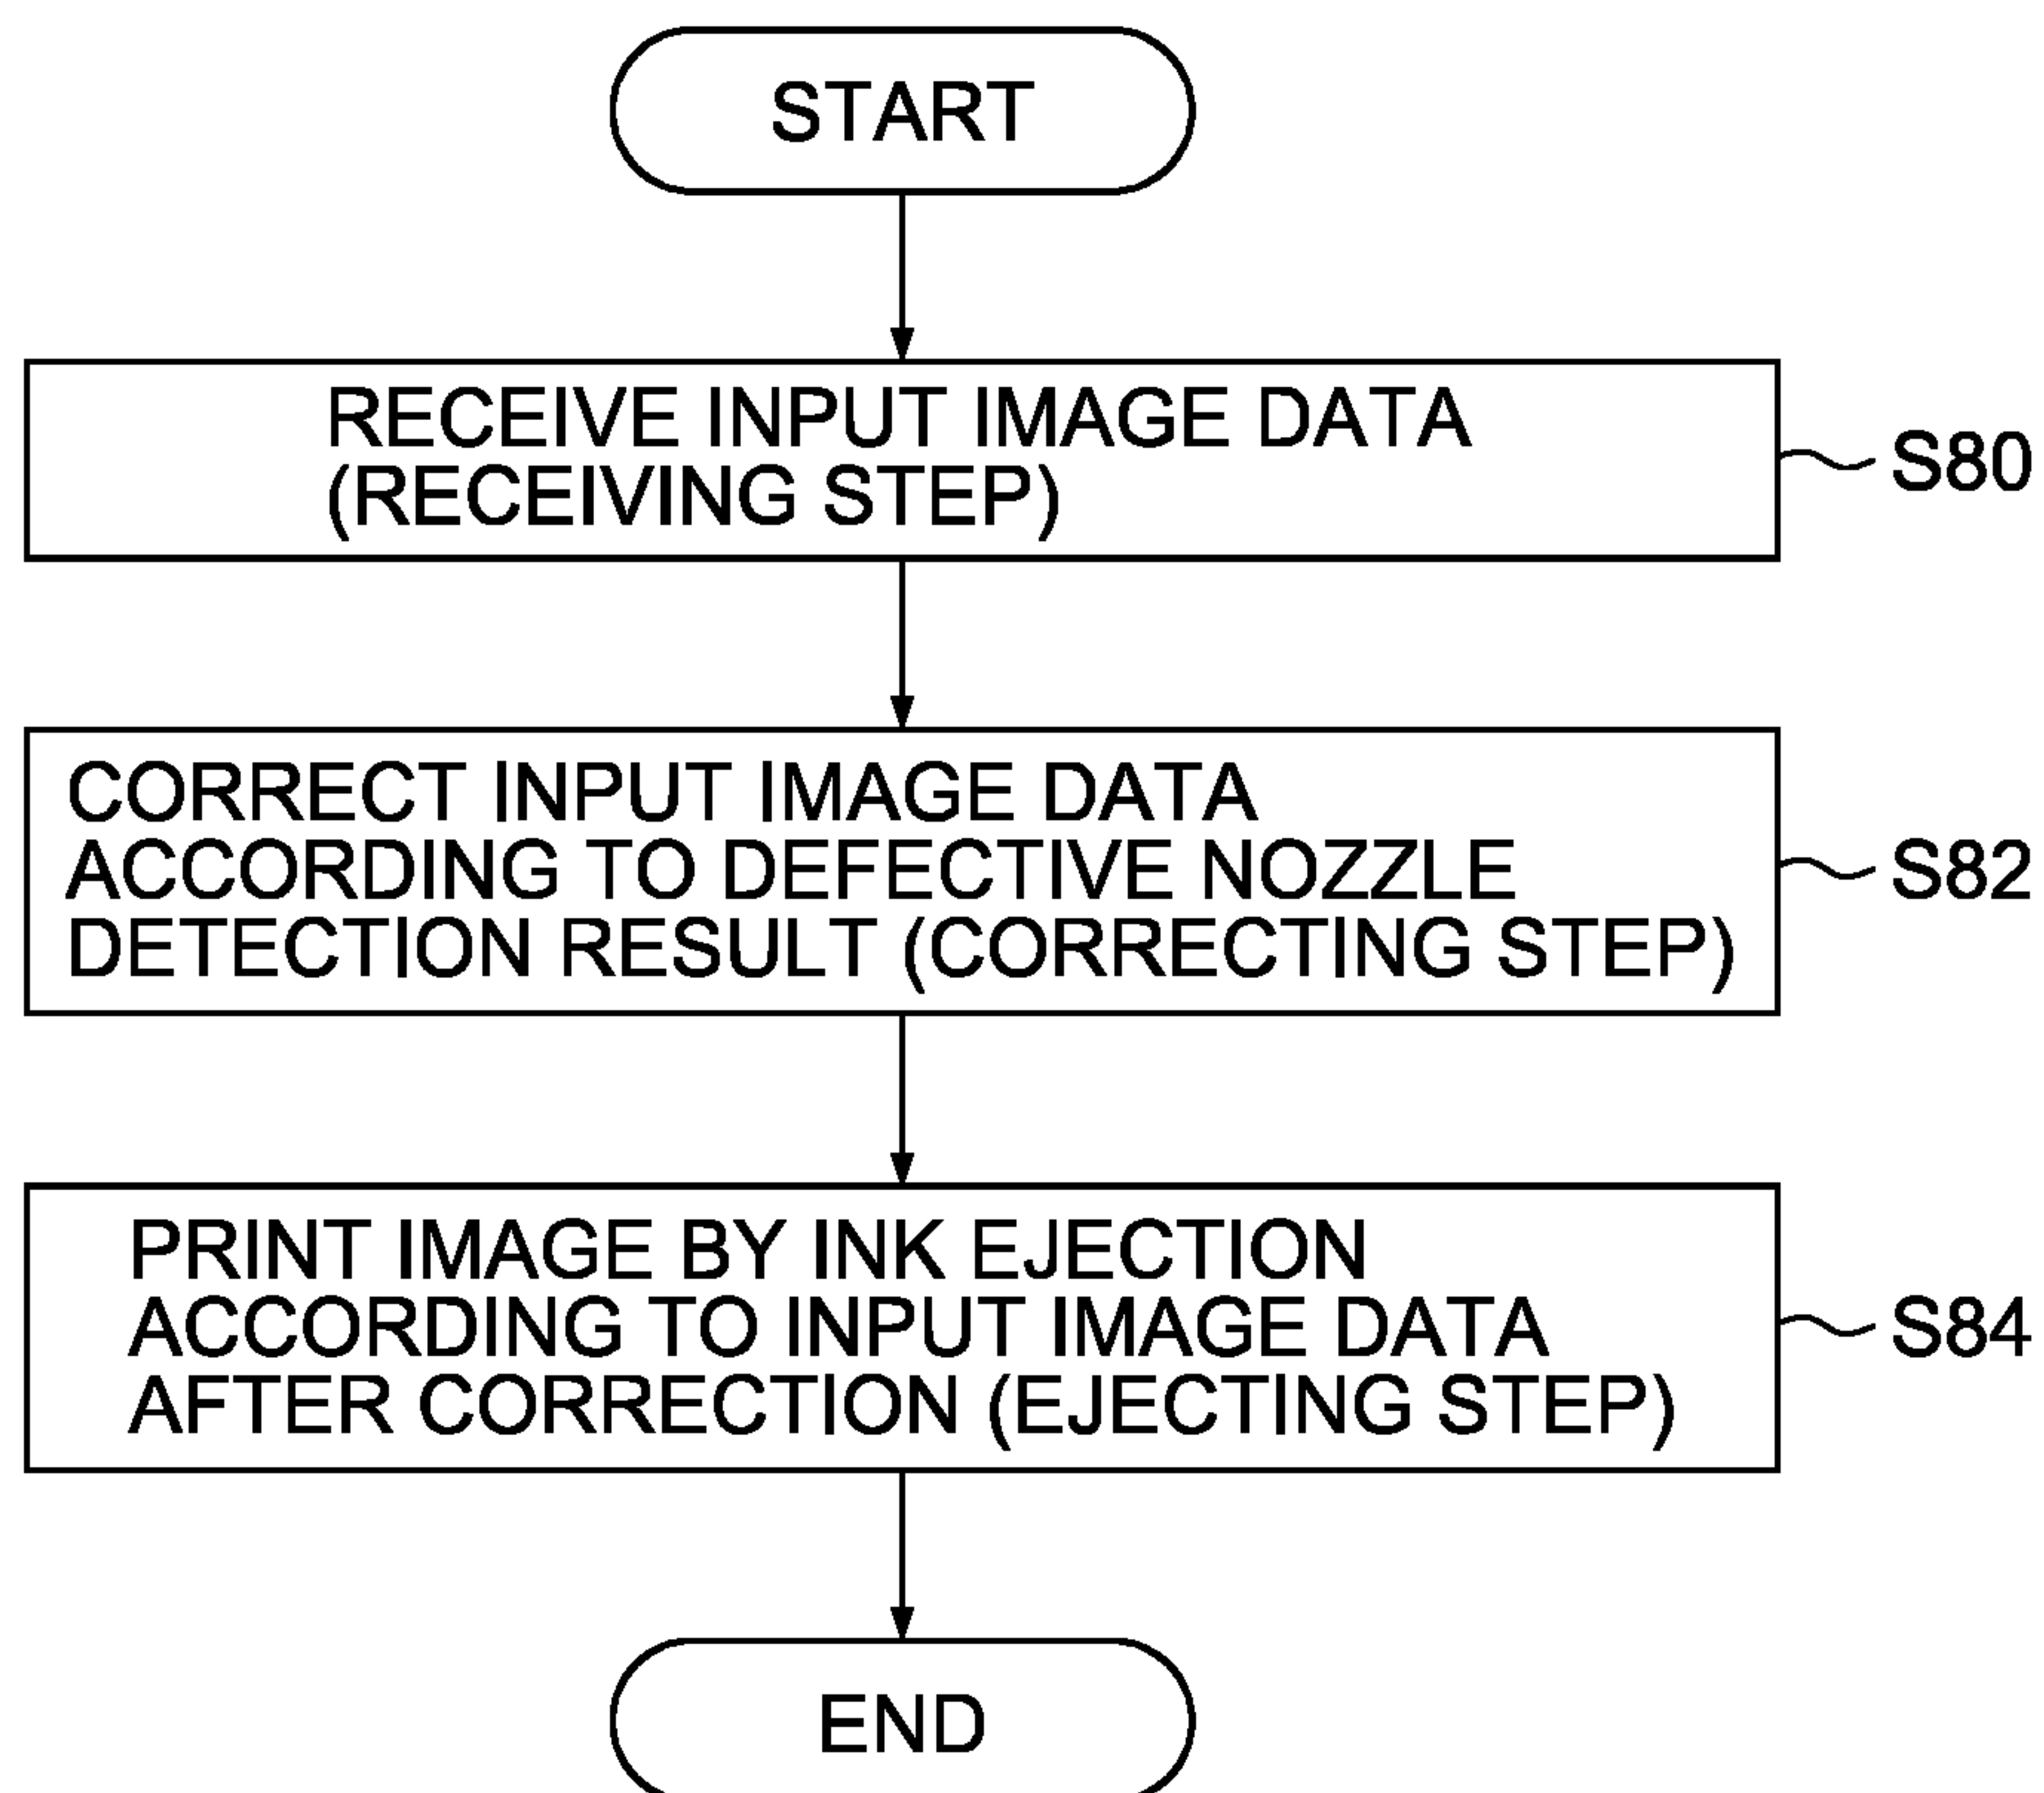 START
RECEIVE INPUT IMAGE DATA
(RECEIVING STEP)
S80
CORRECT INPUT IMAGE DATA
ACCORDING TO DEFECTIVE NOZZLE
DETECTION RESULT (CORRECTING STEP)
S82
PRINT IMAGE BY INK EJECTION
ACCORDING TO INPUT IMAGE DATA
AFTER CORRECTION (EJECTING STEP)
S84
END